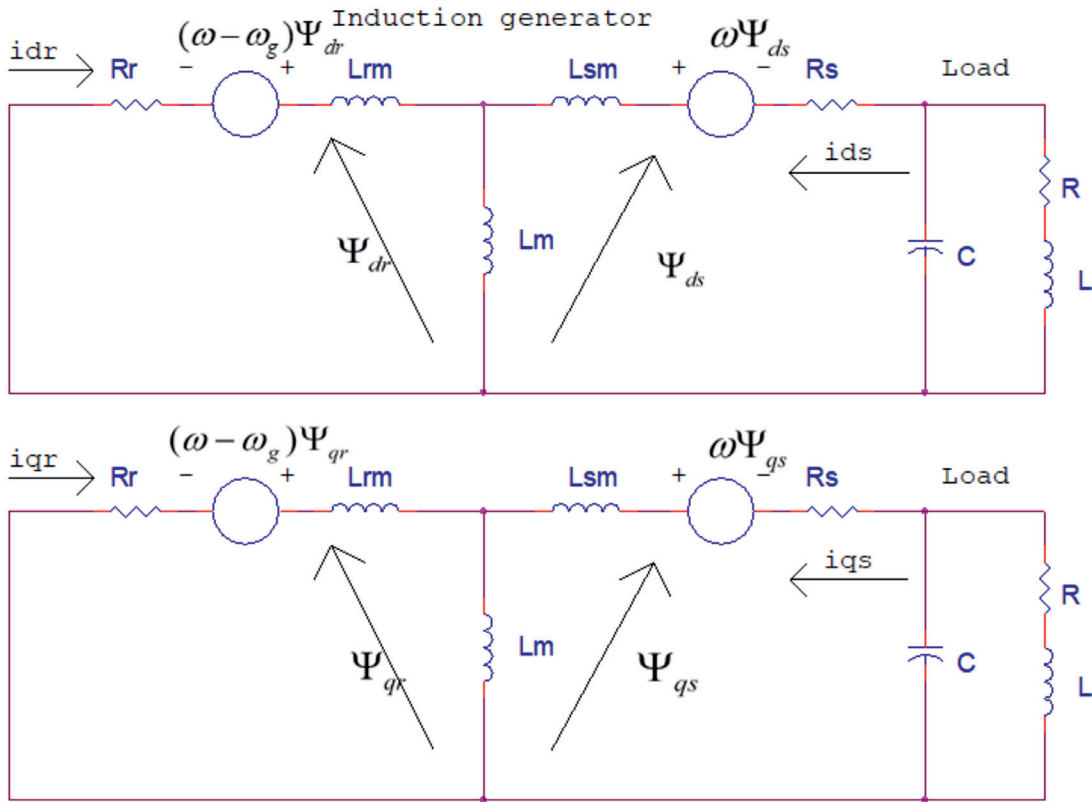 Induction generator
idr
Rr
−
(ω−ω_g)Ψ_dr
+
Lrm
Lsm
+
ωΨ_ds
−
Rs
Load
ids
R
Ψ_dr
Lm
Ψ_ds
C
L
iqr
Rr
−
(ω − ω_g)Ψ_qr
+
Lrm
Lsm
+
ωΨ_qs
−
Rs
Load
iqs
R
Ψ_qr
Lm
Ψ_qs
C
L